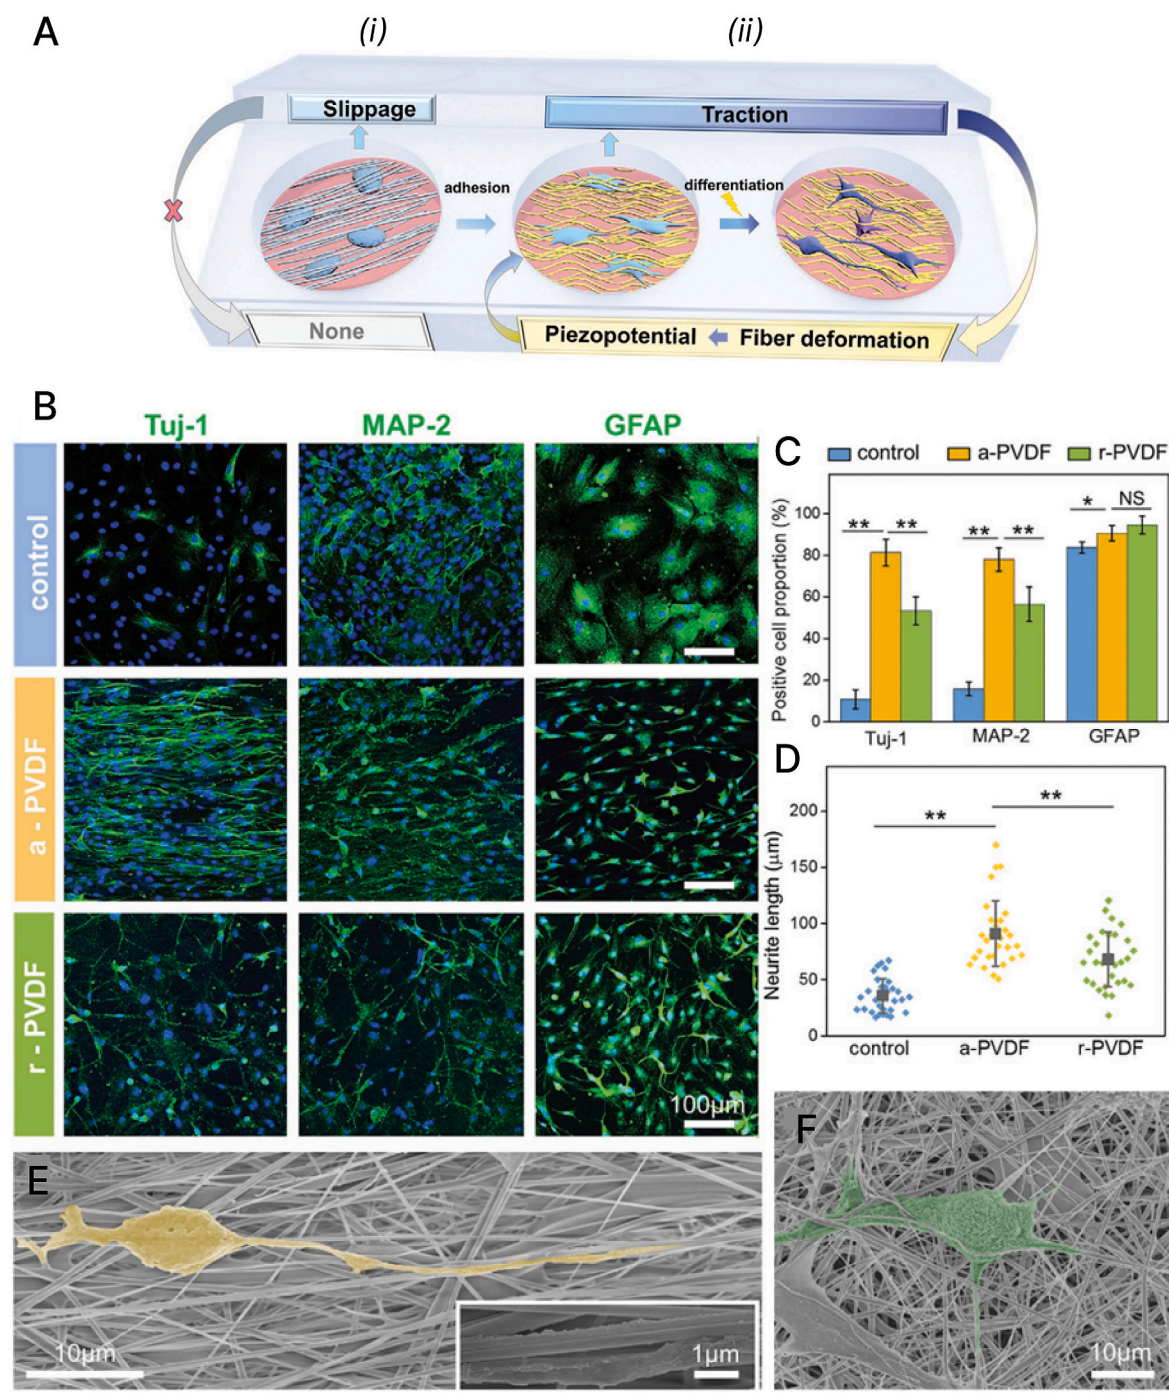 A
(i)
(ii)
Slippage
Traction
adhesion
differentiation
X
None
Piezopotential
Fiber deformation
B
Tuj-1
MAP-2
GFAP
control
a - PVDF
r - PVDF
100μm
C
control
a-PVDF
r-PVDF
Positive cell proportion (%)
100
80
60
40
20
0
**
**
**
**
*
NS
Tuj-1
MAP-2
GFAP
D
Neurite length (μm)
200
150
100
50
0
**
**
control
a-PVDF
r-PVDF
E
10μm
1μm
F
10μm